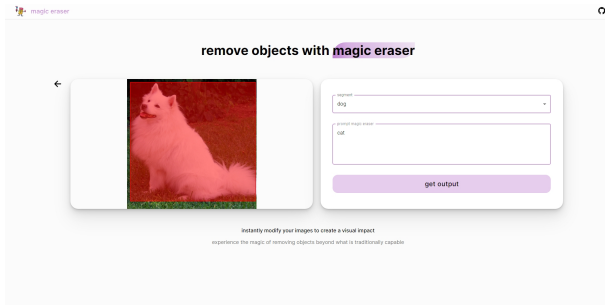 magic eraser
remove objects with magic eraser
segment
dog
prompt magic eraser
cat
get output
instantly modify your images to create a visual impact
experience the magic of removing objects beyond what is traditionally capable